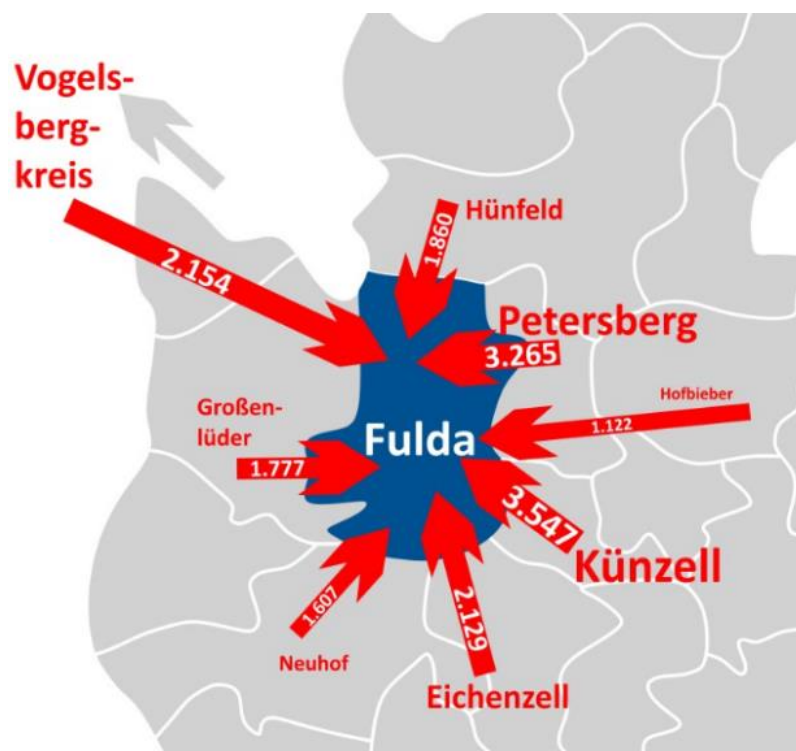 Vogels-
berg-
kreis
2.154
Hünfeld
1.860
Petersberg
3.265
Hofbieber
1.122
Großen-
lüder
1.777
Fulda
3.547
Künzell
1.607
Neuhof
2.129
Eichenzell